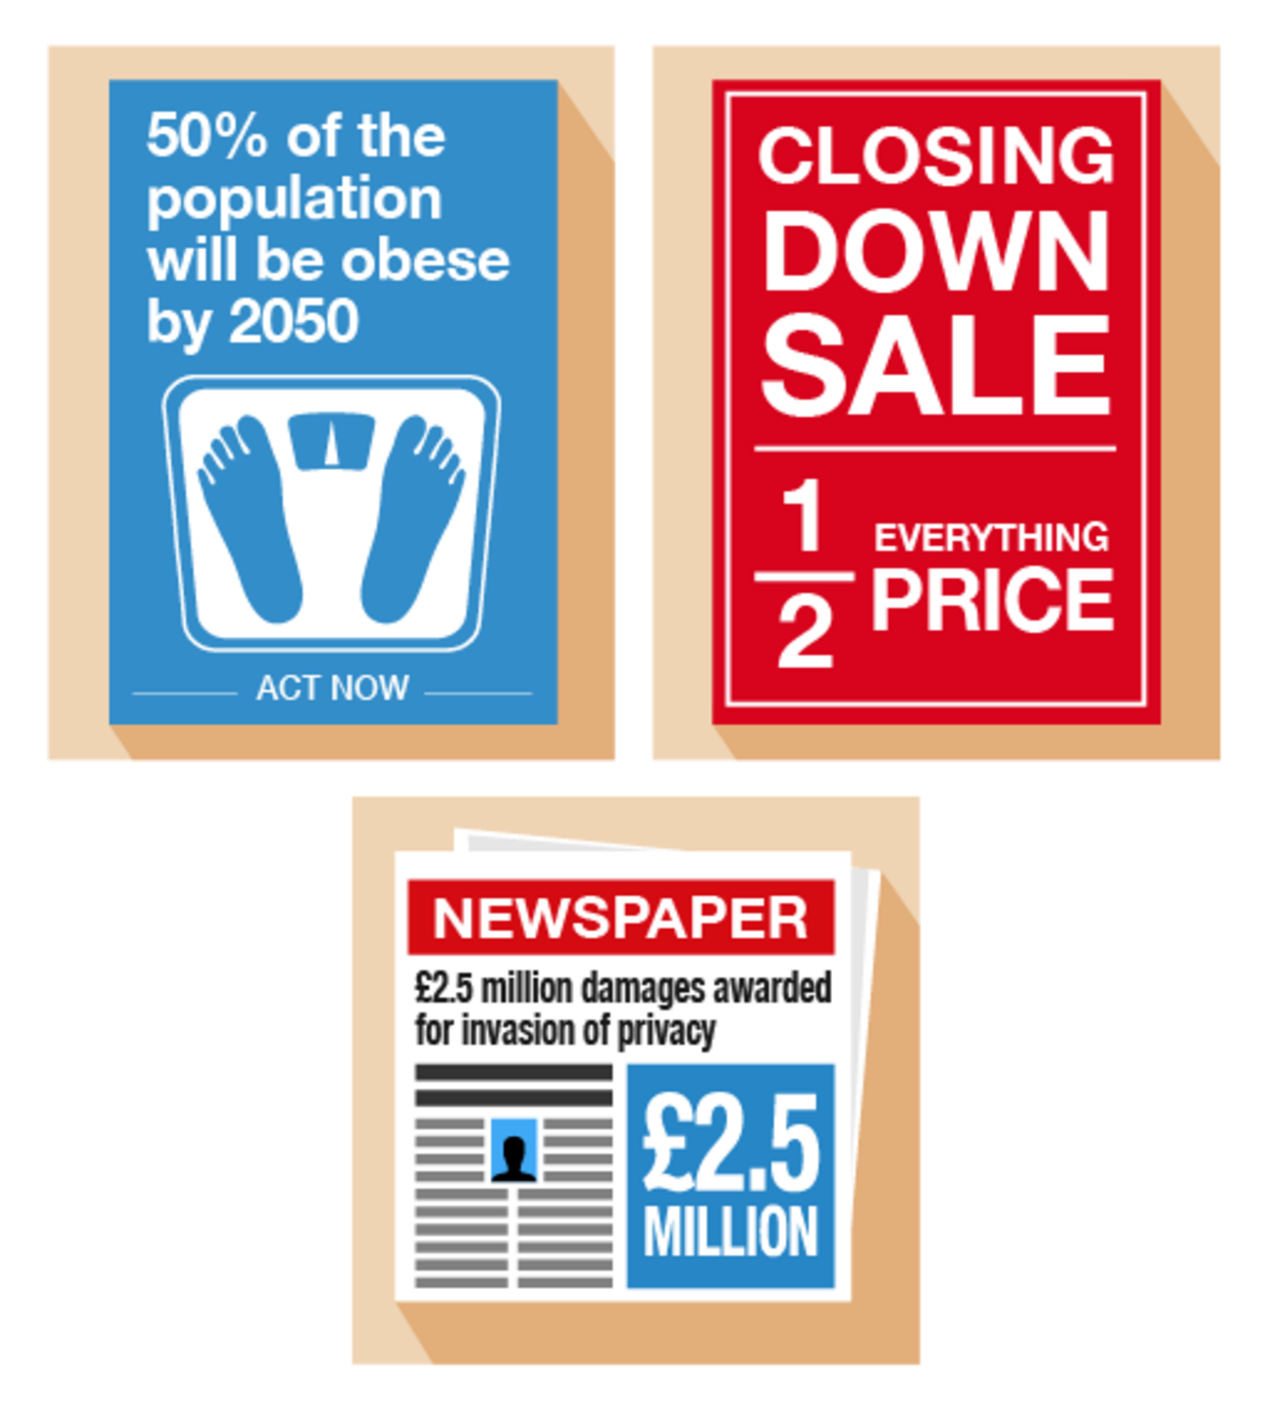 50% of the
population
will be obese
by 2050
ACT NOW
CLOSING
DOWN
SALE
1
2
EVERYTHING
PRICE
NEWSPAPER
£2.5 million damages awarded
for invasion of privacy
£2.5
MILLION